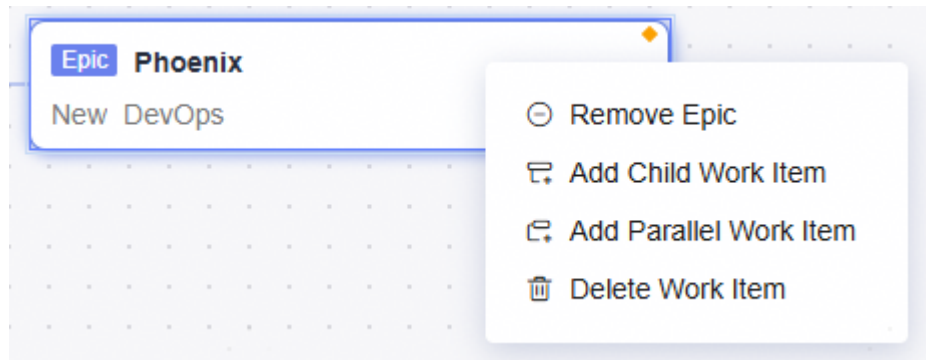 Epic Phoenix
New DevOps
Remove Epic
Add Child Work Item
Add Parallel Work Item
Delete Work Item